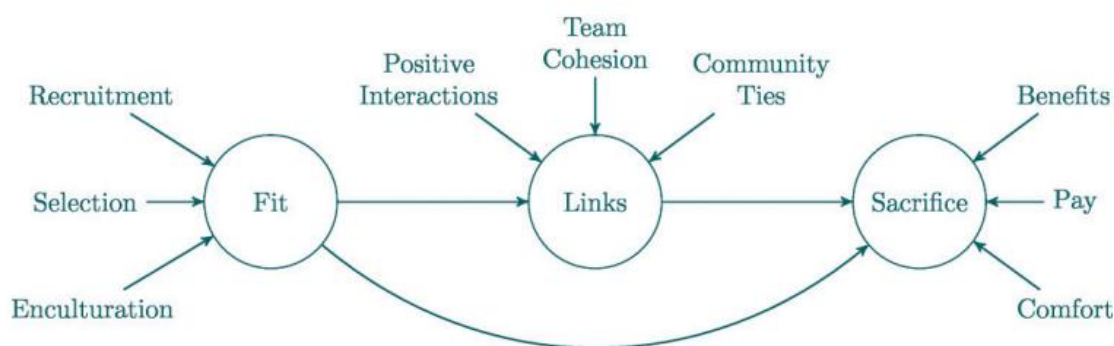 Team
Cohesion
Positive
Interactions
Community
Ties
Recruitment
Benefits
Selection
Fit
Links
Sacrifice
Pay
Enculturation
Comfort